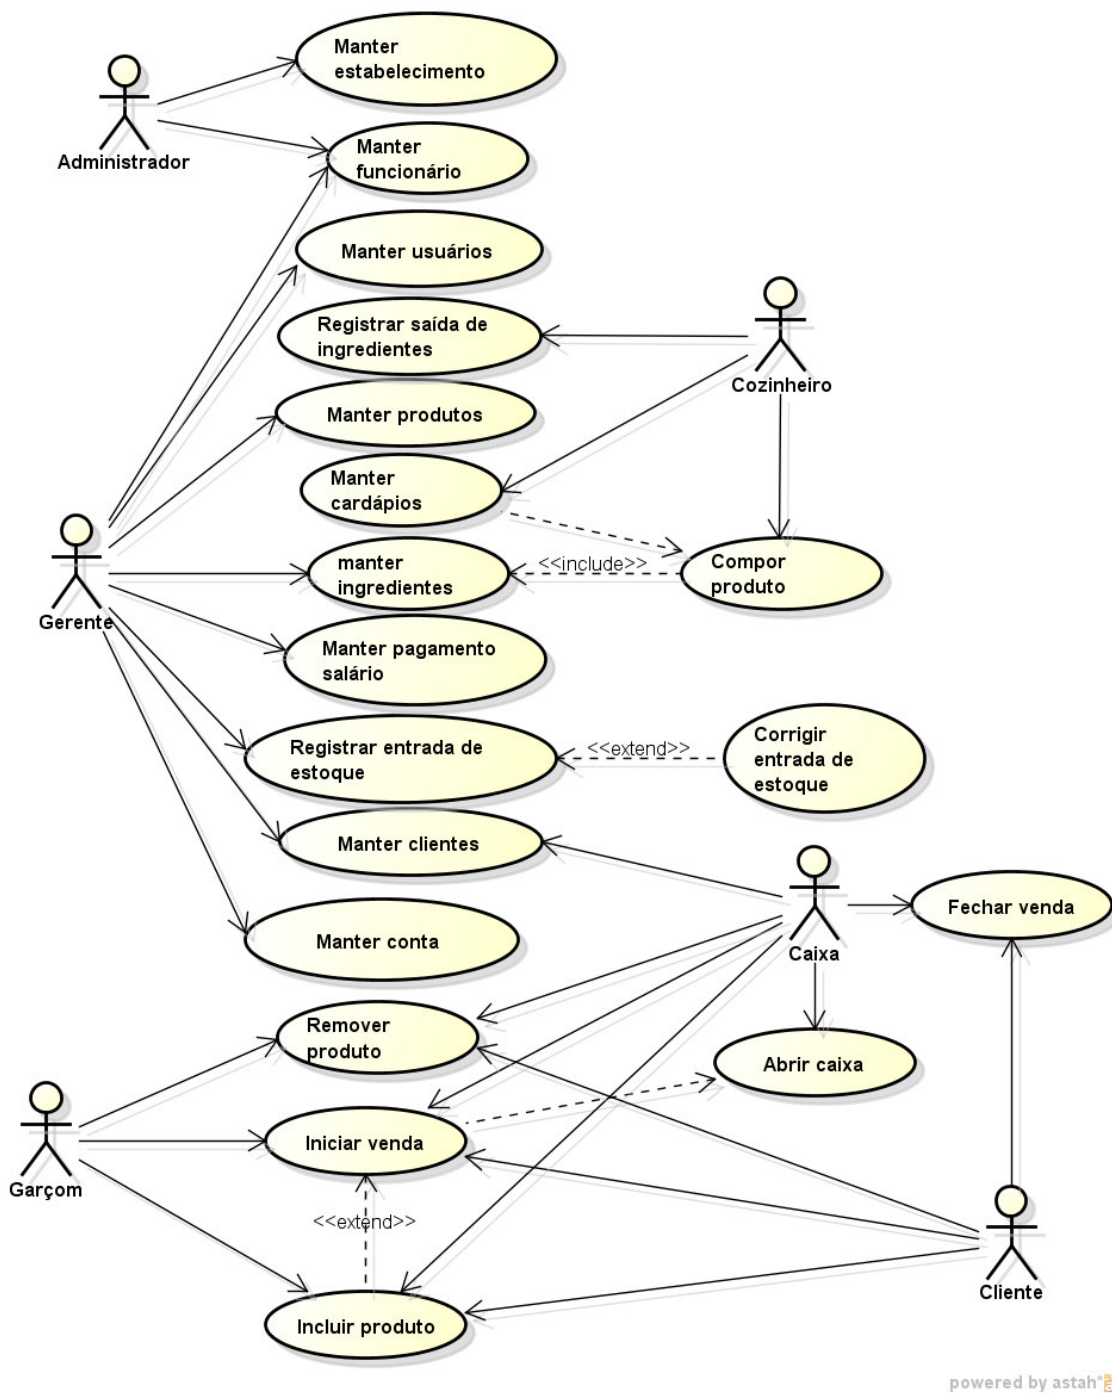 Manter
estabelecimento
Administrador
Manter
funcionário
Manter usuários
Registrar saída de
ingredientes
Cozinheiro
Manter produtos
Manter
cardápios
Gerente
manter
ingredientes
<<include>>
Compor
produto
Manter pagamento
salário
Registrar entrada de
estoque
<<extend>>
Corrigir
entrada de
estoque
Manter clientes
Caixa
Fechar venda
Manter conta
Remover
produto
Abrir caixa
Garçom
Iniciar venda
<<extend>>
Cliente
Incluir produto
powered by astah*